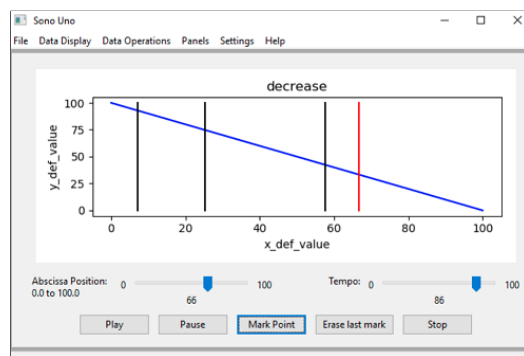 Sono Uno
File Data Display Data Operations Panels Settings Help
decrease
100
75
50
25
0
y_def_value
0 20 40 60 80 100
x_def_value
Abscissa Position: 0 100 Tempo: 0 100
0.0 to 100.0
66 86
Play Pause Mark Point Erase last mark Stop